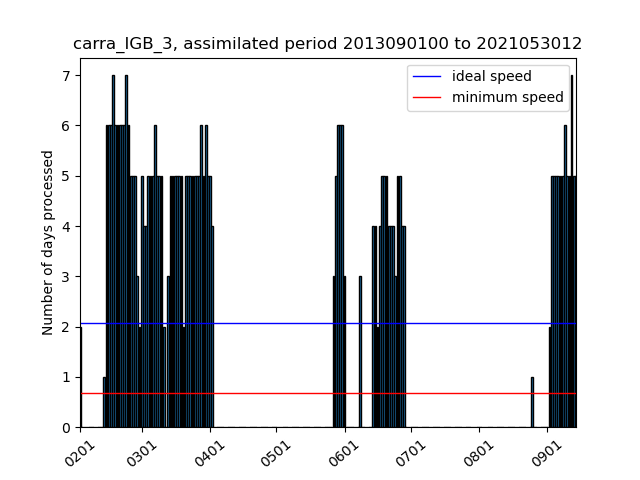 carra_IGB_3, assimilated period 2013090100 to 2021053012
ideal speed
minimum speed
Number of days processed
7
6
5
4
3
2
1
0
0201 0301 0401 0501 0601 0701 0801 0901